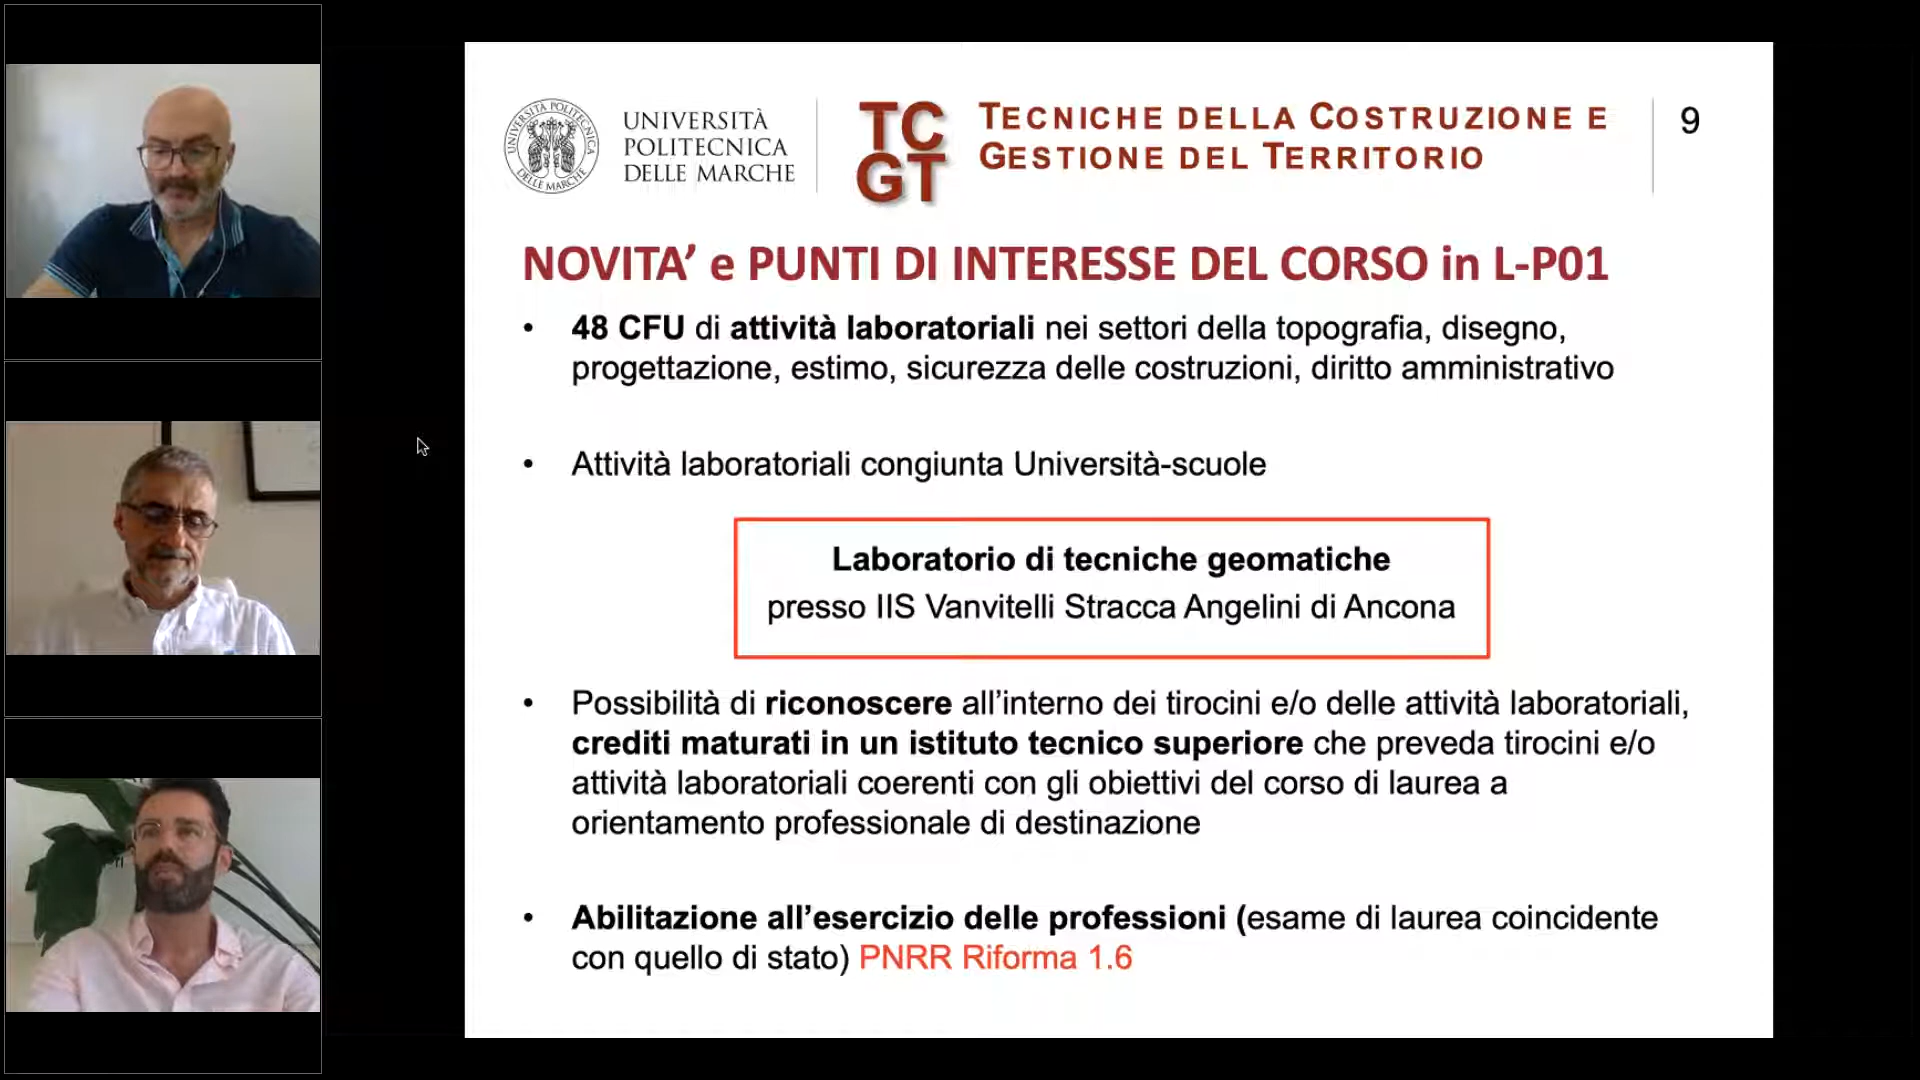 UNIVERSITÀ POLITECNICA
DELLE MARCHE
UNIVERSITÀ
POLITECNICA
DELLE MARCHE
TC
GT
TECNICHE DELLA COSTRUZIONE E
GESTIONE DEL TERRITORIO
9
NOVITA’ e PUNTI DI INTERESSE DEL CORSO in L-P01
• 48 CFU di attività laboratoriali nei settori della topografia, disegno,
progettazione, estimo, sicurezza delle costruzioni, diritto amministrativo
• Attività laboratoriali congiunta Università-scuole
Laboratorio di tecniche geomatiche
presso IIS Vanvitelli Stracca Angelini di Ancona
• Possibilità di riconoscere all’interno dei tirocini e/o delle attività laboratoriali,
crediti maturati in un istituto tecnico superiore che preveda tirocini e/o
attività laboratoriali coerenti con gli obiettivi del corso di laurea a
orientamento professionale di destinazione
• Abilitazione all’esercizio delle professioni (esame di laurea coincidente
con quello di stato) PNRR Riforma 1.6